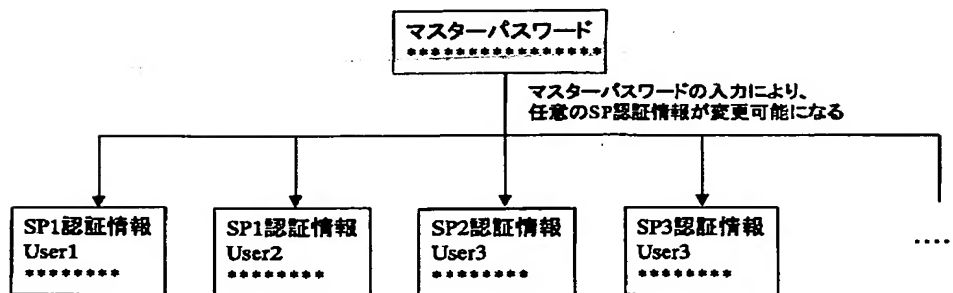 マスターパスワード
****************
マスターパスワードの入力により、
任意のSP認証情報が変更可能になる
SP1認証情報
User1
********
SP1認証情報
User2
********
SP2認証情報
User3
********
SP3認証情報
User3
********
....